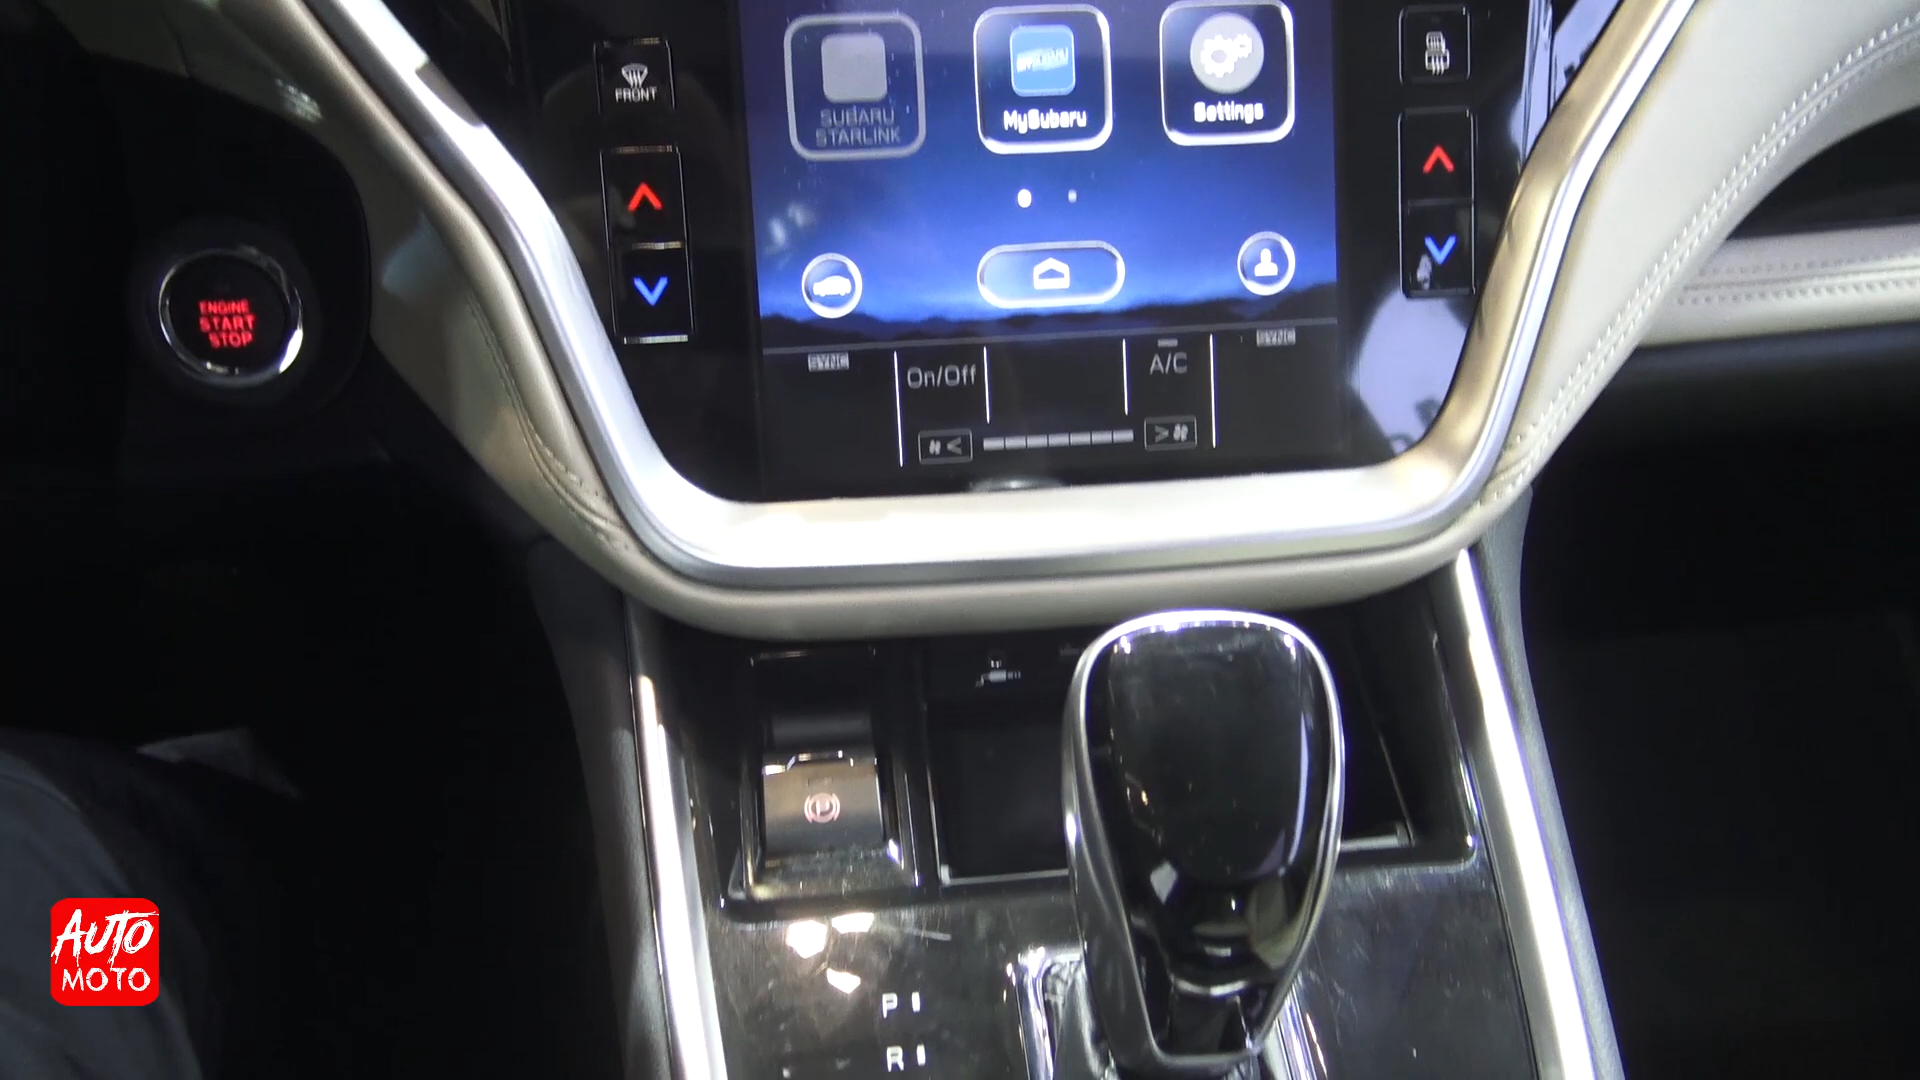 FRONT
SUBARU
STARLINK
MySubaru
Settings
ENGINE
START
STOP
SYNC
On/Off
A/C
SYNC
P
P
R
AUTO
MOTO